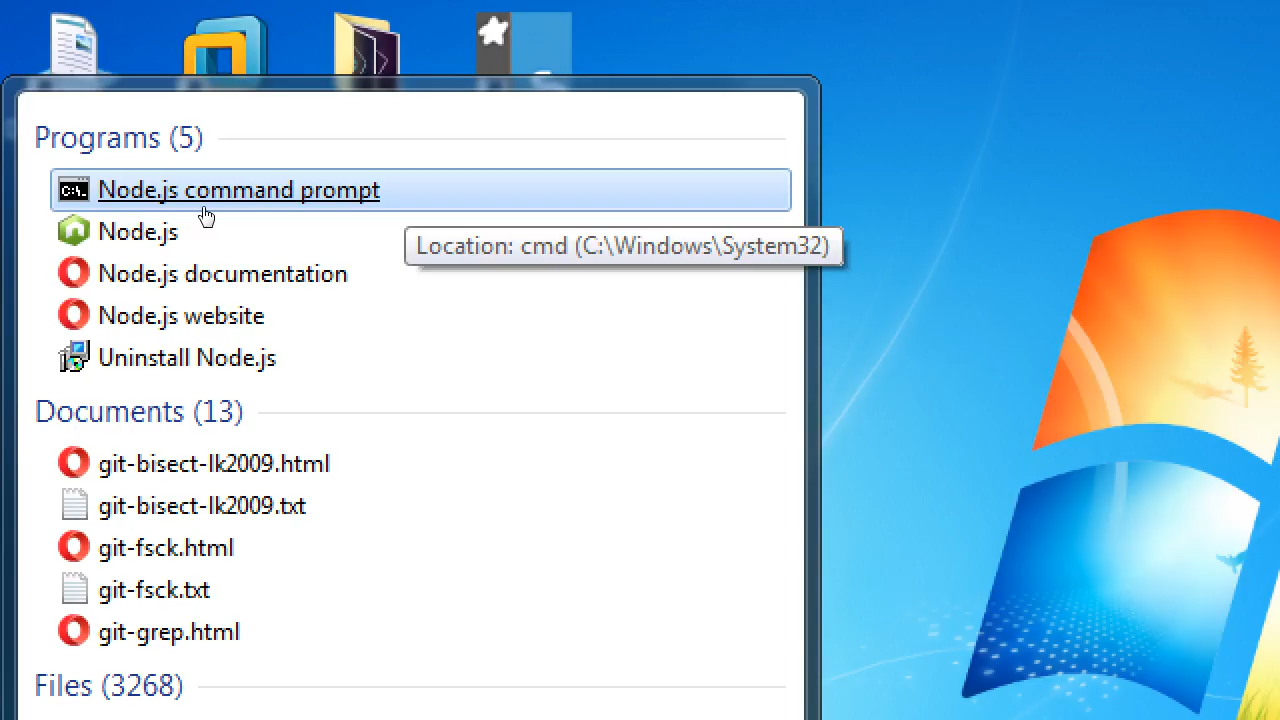 Programs (5)
C:\.
Node.js command prompt
Node.js
Location: cmd (C:\Windows\System32)
Node.js documentation
Node.js website
Uninstall Node.js
Documents (13)
git-bisect-lk2009.html
git-bisect-lk2009.txt
git-fsck.html
git-fsck.txt
git-grep.html
Files (3268)